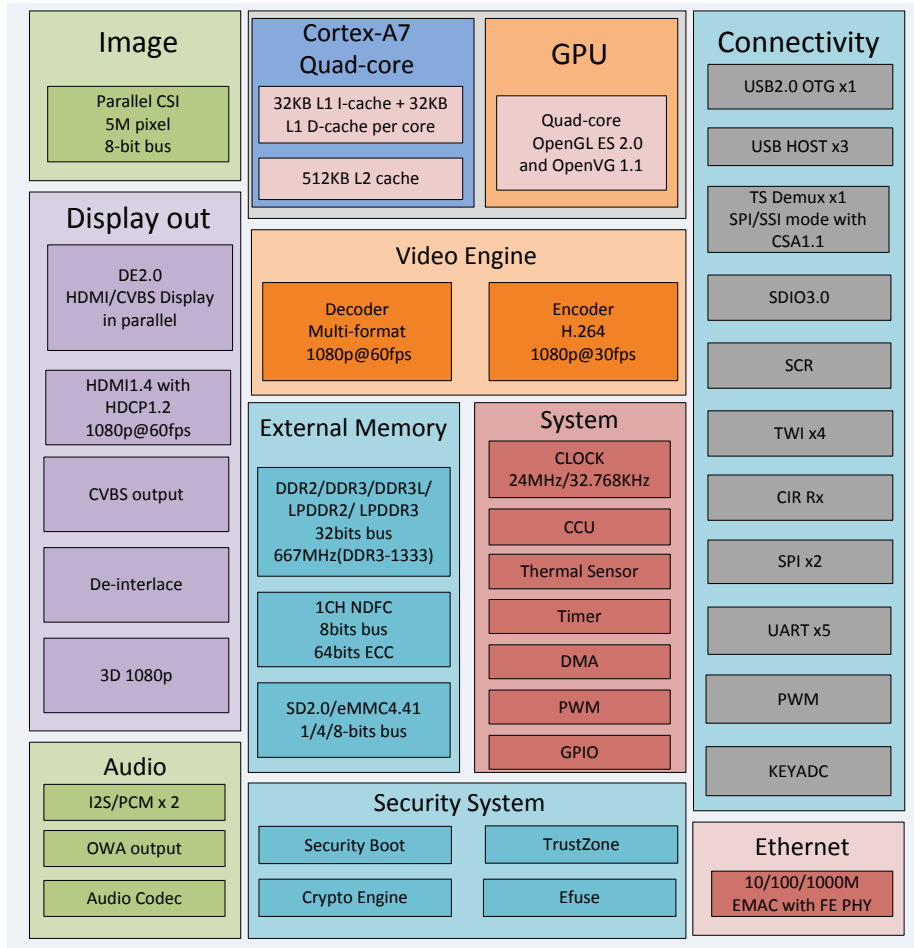 Image
Parallel CSI
5M pixel
8-bit bus
Display out
DE2.0
HDMI/CVBS Display
in parallel
HDMI1.4 with
HDCP1.2
1080p@60fps
CVBS output
De-interlace
3D 1080p
Audio
I2S/PCM x 2
OWA output
Audio Codec
Cortex-A7
Quad-core
32KB L1 I-cache + 32KB
L1 D-cache per core
512KB L2 cache
GPU
Quad-core
OpenGL ES 2.0
and OpenVG 1.1
Video Engine
Decoder
Multi-format
1080p@60fps
Encoder
H.264
1080p@30fps
External Memory
DDR2/DDR3/DDR3L/
LPDDR2/ LPDDR3
32bits bus
667MHz(DDR3-1333)
1CH NDFC
8bits bus
64bits ECC
SD2.0/eMMC4.41
1/4/8-bits bus
System
CLOCK
24MHz/32.768KHz
CCU
Thermal Sensor
Timer
DMA
PWM
GPIO
Security System
Security Boot
TrustZone
Crypto Engine
Efuse
Connectivity
USB2.0 OTG x1
USB HOST x3
TS Demux x1
SPI/SSI mode with
CSA1.1
SDIO3.0
SCR
TWI x4
CIR Rx
SPI x2
UART x5
PWM
KEYADC
Ethernet
10/100/1000M
EMAC with FE PHY